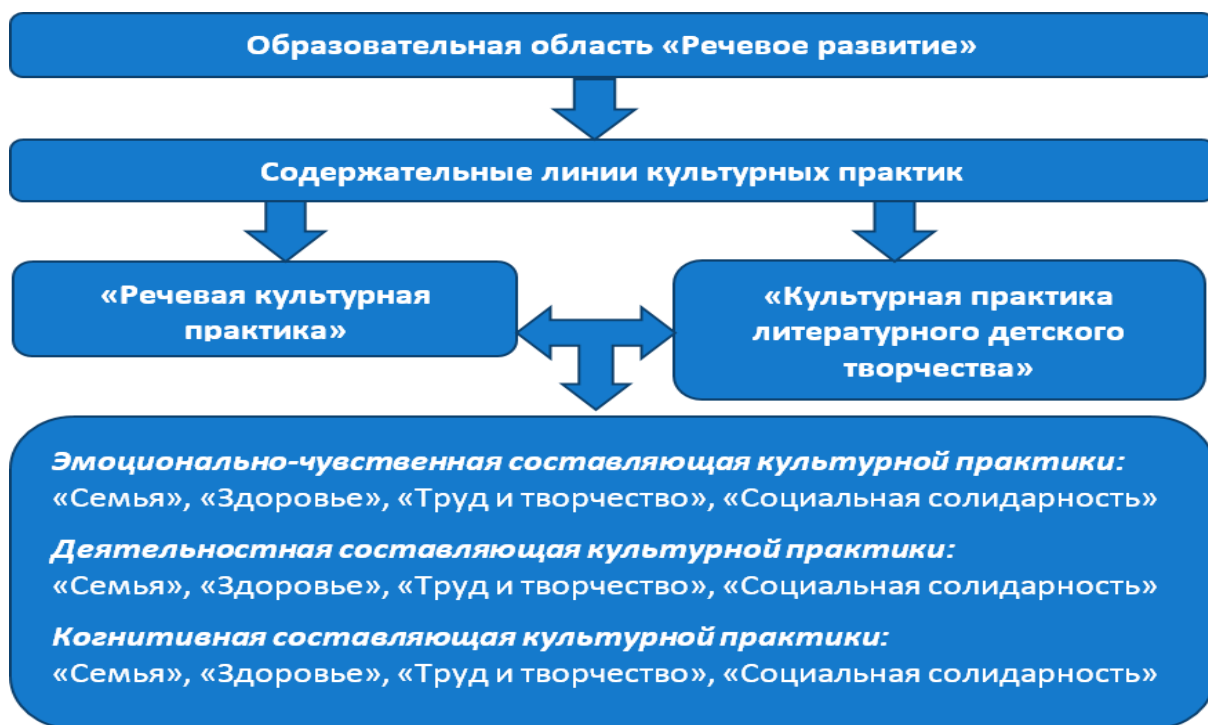 Образовательная область «Речевое развитие»
Содержательные линии культурных практик
«Речевая культурная
практика»
«Культурная практика
литературного детского
творчества»
Эмоционально-чувственная составляющая культурной практики:
«Семья», «Здоровье», «Труд и творчество», «Социальная солидарность»
Деятельностная составляющая культурной практики:
«Семья», «Здоровье», «Труд и творчество», «Социальная солидарность»
Когнитивная составляющая культурной практики:
«Семья», «Здоровье», «Труд и творчество», «Социальная солидарность»